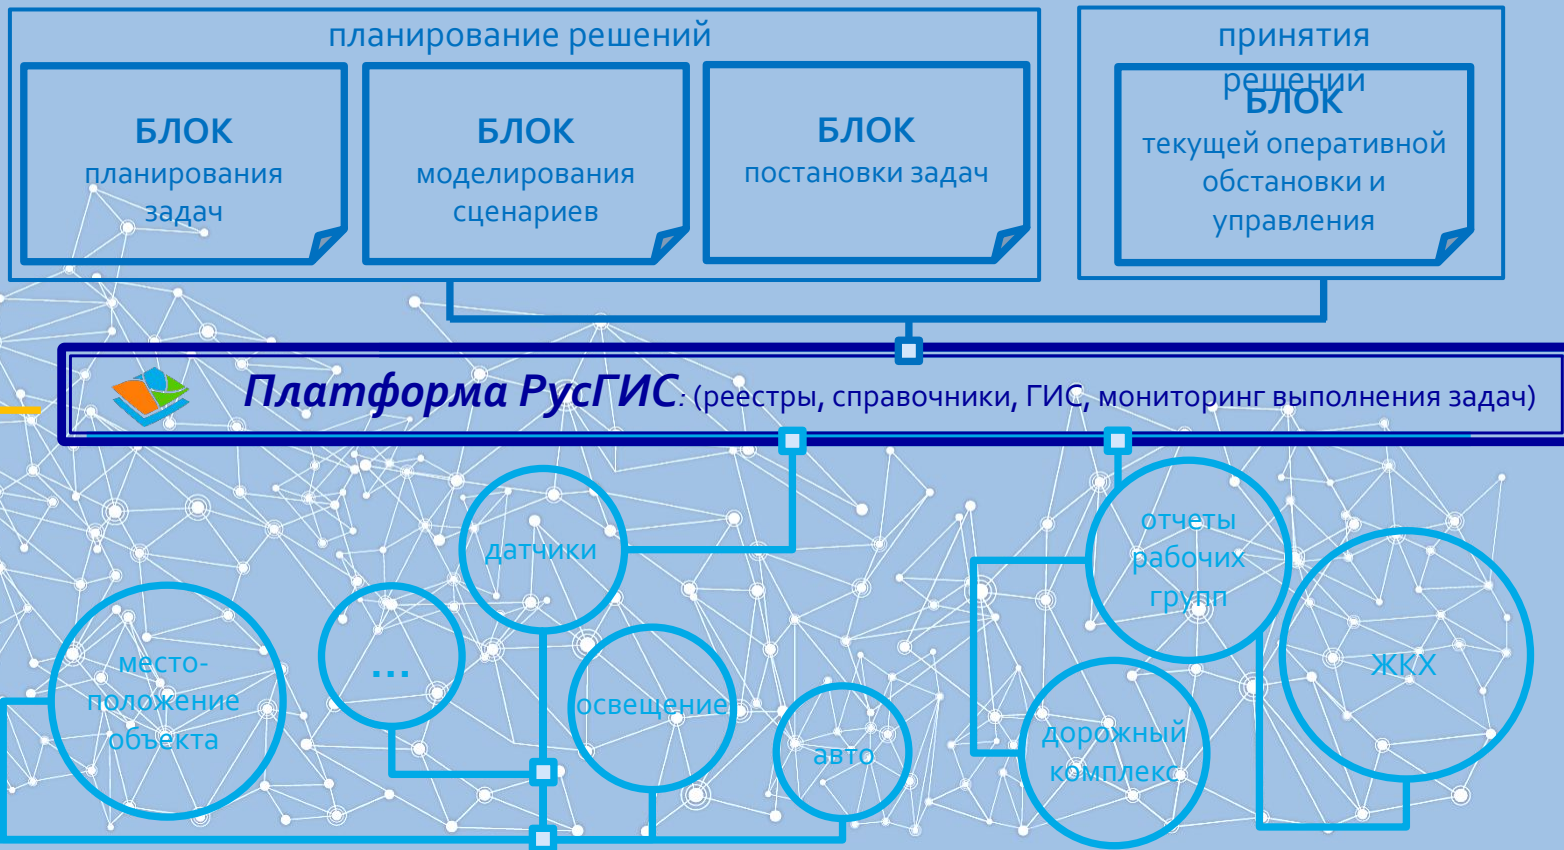 планирование решений
БЛОК
планирования
задач
БЛОК
моделирования
сценариев
БЛОК
постановки задач
принятия
решении
БЛОК
текущей оперативной
обстановки и
управления
Платформа РусГИС: (реестры, справочники, ГИС, мониторинг выполнения задач)
датчики
место-
положение
объекта
...
освещение
авто
отчеты
рабочих
групп
дорожный
комплекс
ЖКХ